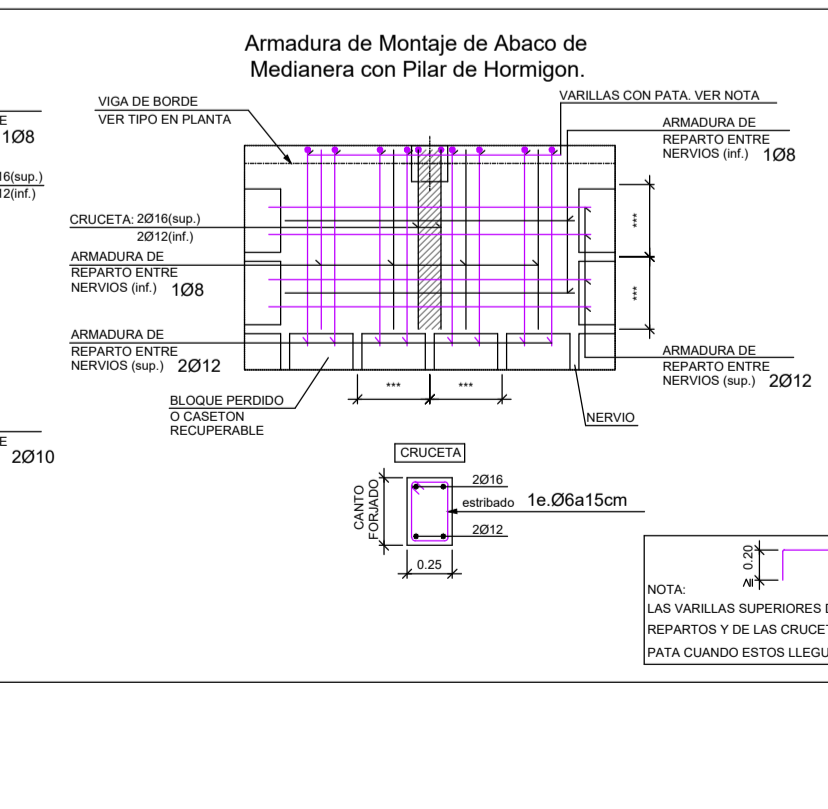 Armadura de Montaje de Abaco de
Medianera con Pilar de Hormigon.
E
1Ø8
16(sup.)
12(inf.)
E
2Ø10
VIGA DE BORDE
VER TIPO EN PLANTA
VARILLAS CON PATA. VER NOTA
ARMADURA DE
REPARTO ENTRE
NERVIOS (inf.) 1Ø8
CRUCETA: 2Ø16(sup.)
2Ø12(inf.)
ARMADURA DE
REPARTO ENTRE
NERVIOS (inf.) 1Ø8
ARMADURA DE
REPARTO ENTRE
NERVIOS (sup.) 2Ø12
***
***
ARMADURA DE
REPARTO ENTRE
NERVIOS (sup.) 2Ø12
*** ***
BLOQUE PERDIDO
O CASETON
RECUPERABLE
NERVIO
CRUCETA
CANTO
FORJADO
2Ø16
estribado 1e.Ø6a15cm
2Ø12
0.25
≥ 0.20
NOTA:
LAS VARILLAS SUPERIORES D
REPARTOS Y DE LAS CRUCET
PATA CUANDO ESTOS LLEGU